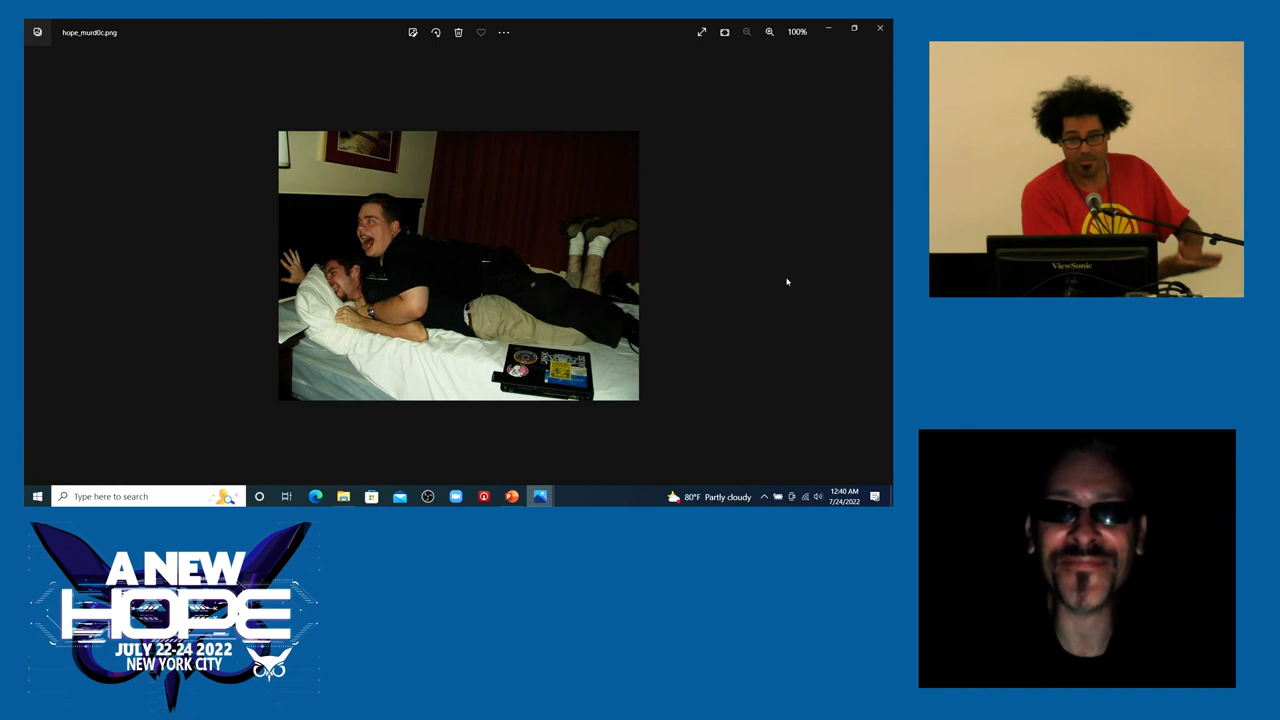 hope_murd0c.png
100%
Type here to search
80°F Partly cloudy
12:40 AM
7/24/2022
ViewSonic
A NEW
HOPE
JULY 22-24 2022
NEW YORK CITY